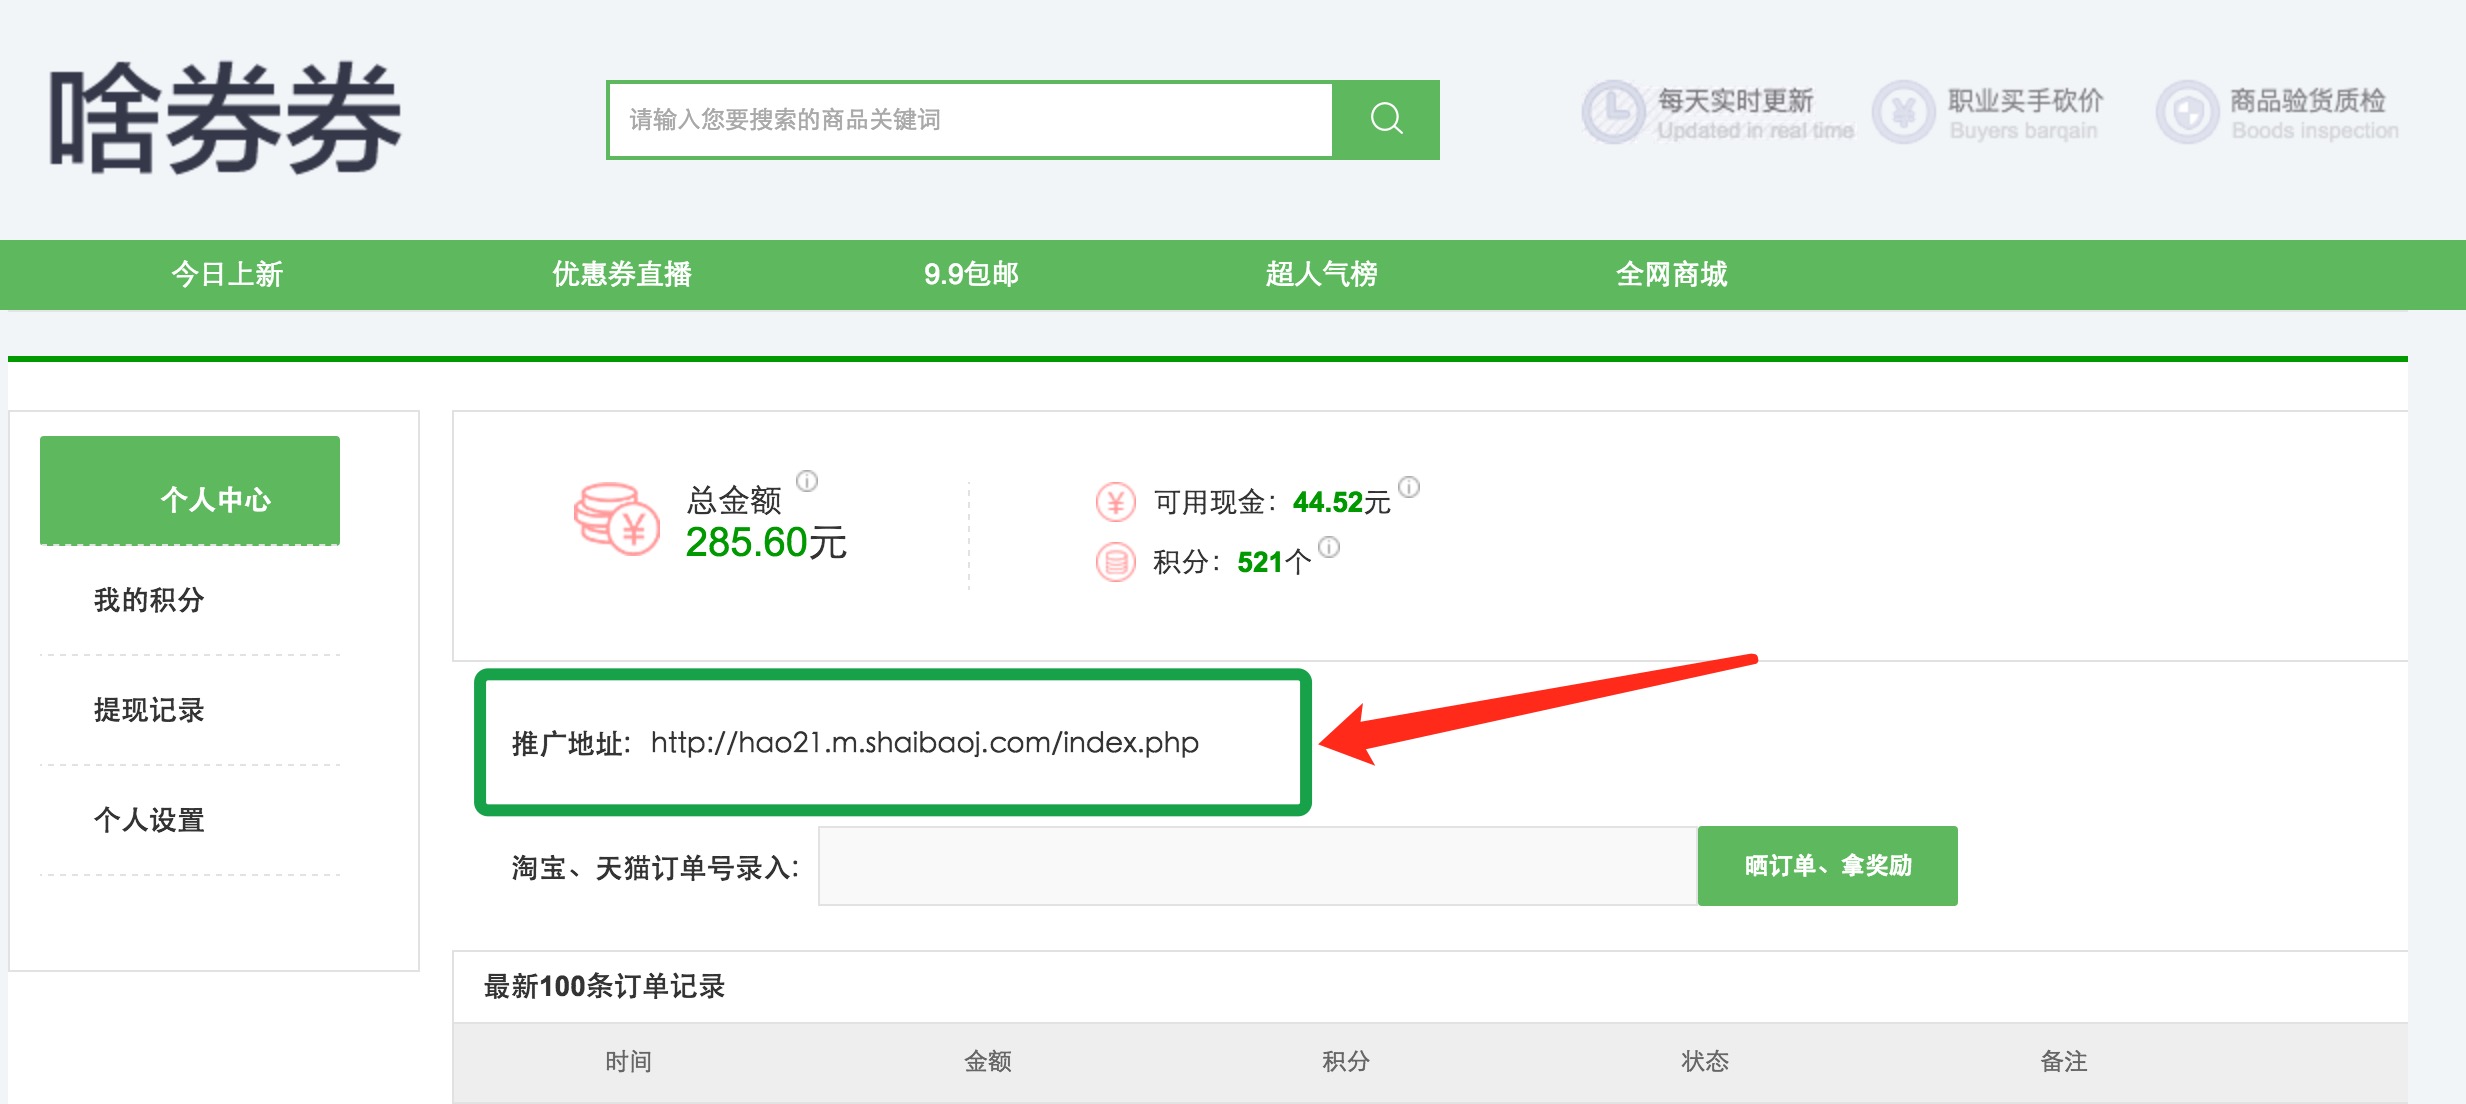 啥券券
请输入您要搜索的商品关键词
每天实时更新
Updated in real time
职业买手砍价
Buyers barqain
商品验货质检
Boods inspection
今日上新
优惠券直播
9.9包邮
超人气榜
全网商城
个人中心
我的积分
提现记录
个人设置
总金额
285.60元
可用现金：44.52元
积分：521个
推广地址：http://hao21.m.shaibaoj.com/index.php
淘宝、天猫订单号录入:
晒订单、拿奖励
最新100条订单记录
时间 金额 积分 状态 备注